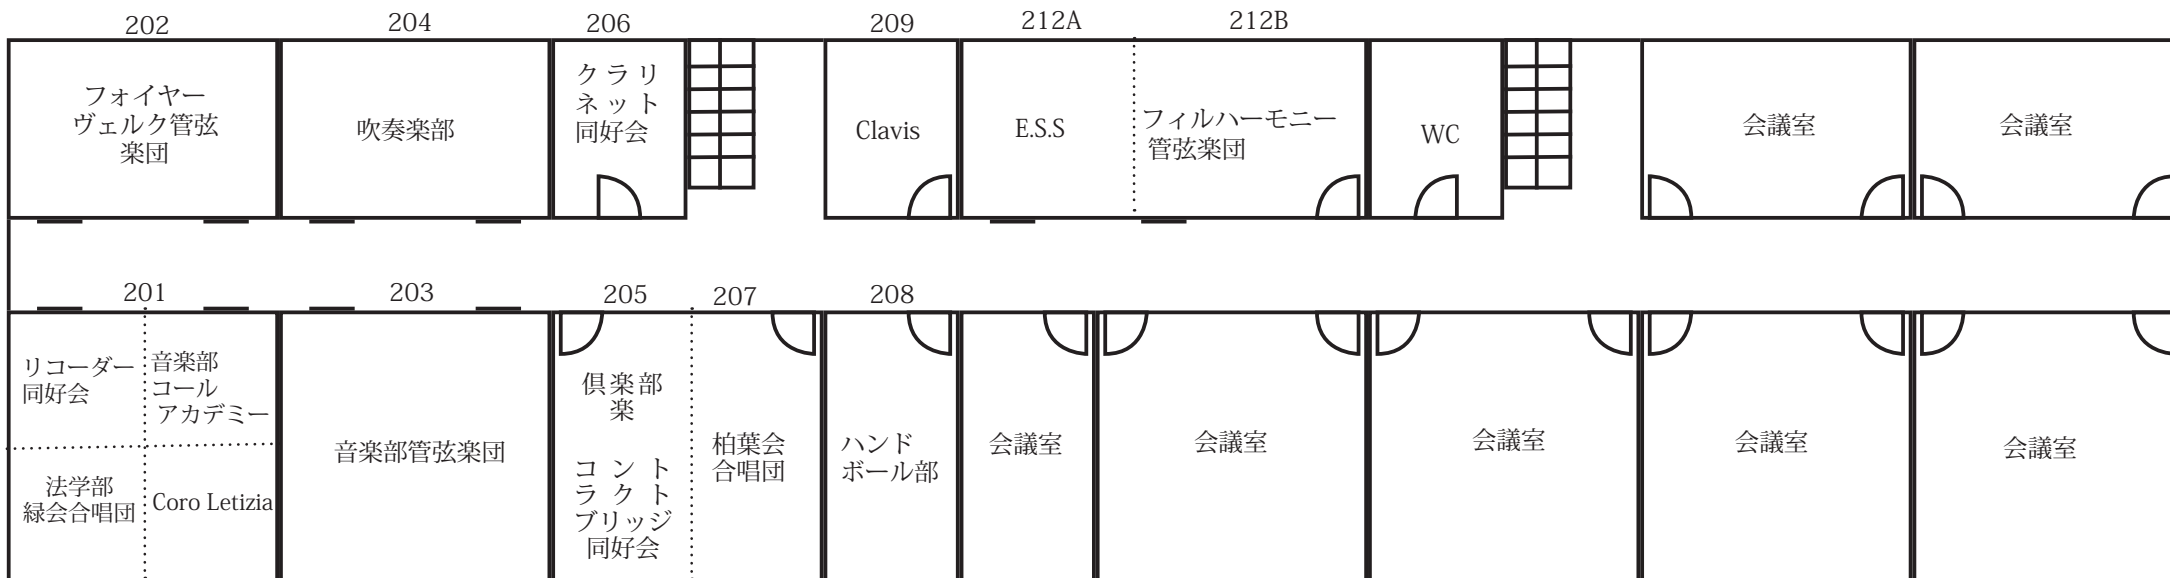 202
204
206
209
212A
212B
フォイヤー
ヴェルク管弦
楽団
吹奏楽部
クラリ
ネット
同好会
Clavis
E.S.S
フィルハーモニー
管弦楽団
WC
会議室
会議室
201
203
205
207
208
リコーダー
同好会
音楽部
コール
アカデミー
法学部
緑会合唱団
Coro Letizia
音楽部管弦楽団
倶楽部
楽
コント
ラクト
ブリッジ
同好会
柏葉会
合唱団
ハンド
ボール部
会議室
会議室
会議室
会議室
会議室